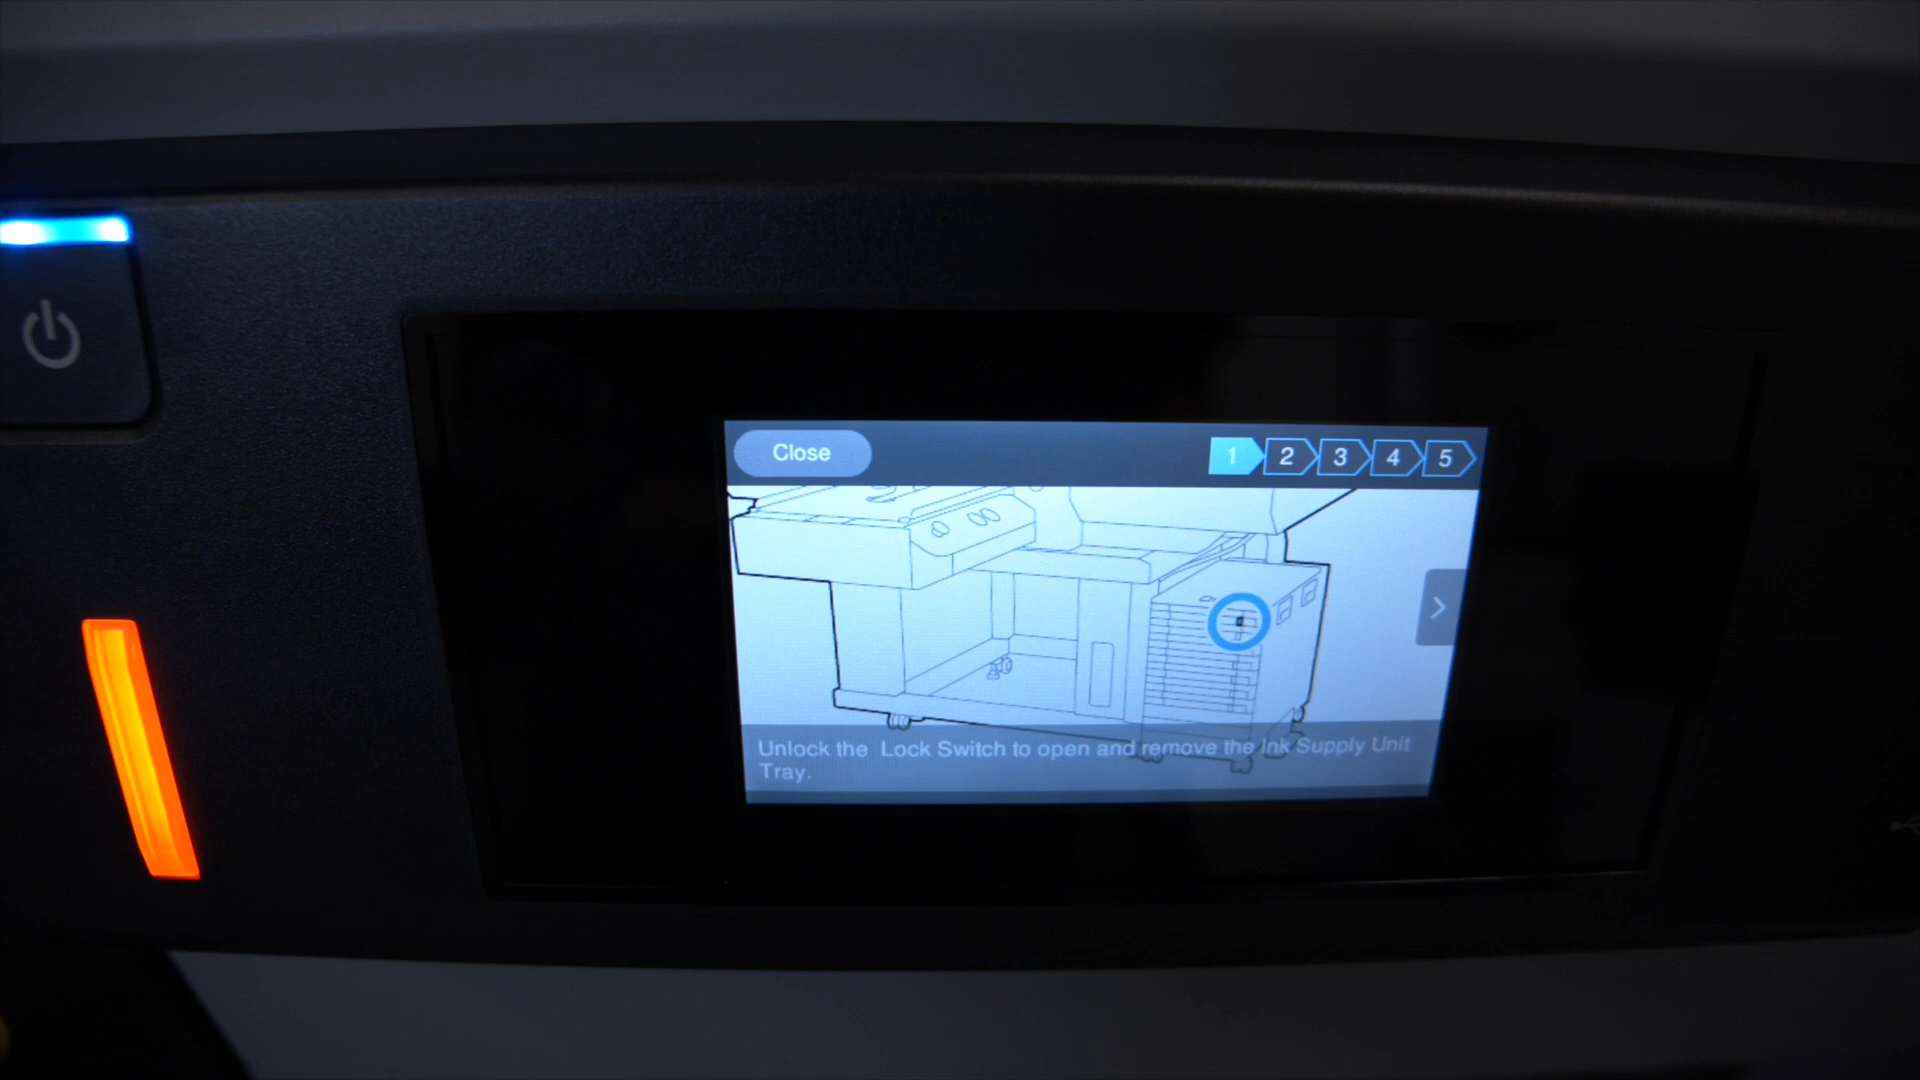 Close
1 2 3 4 5
Unlock the Lock Switch to open and remove the Ink Supply Unit
Tray.